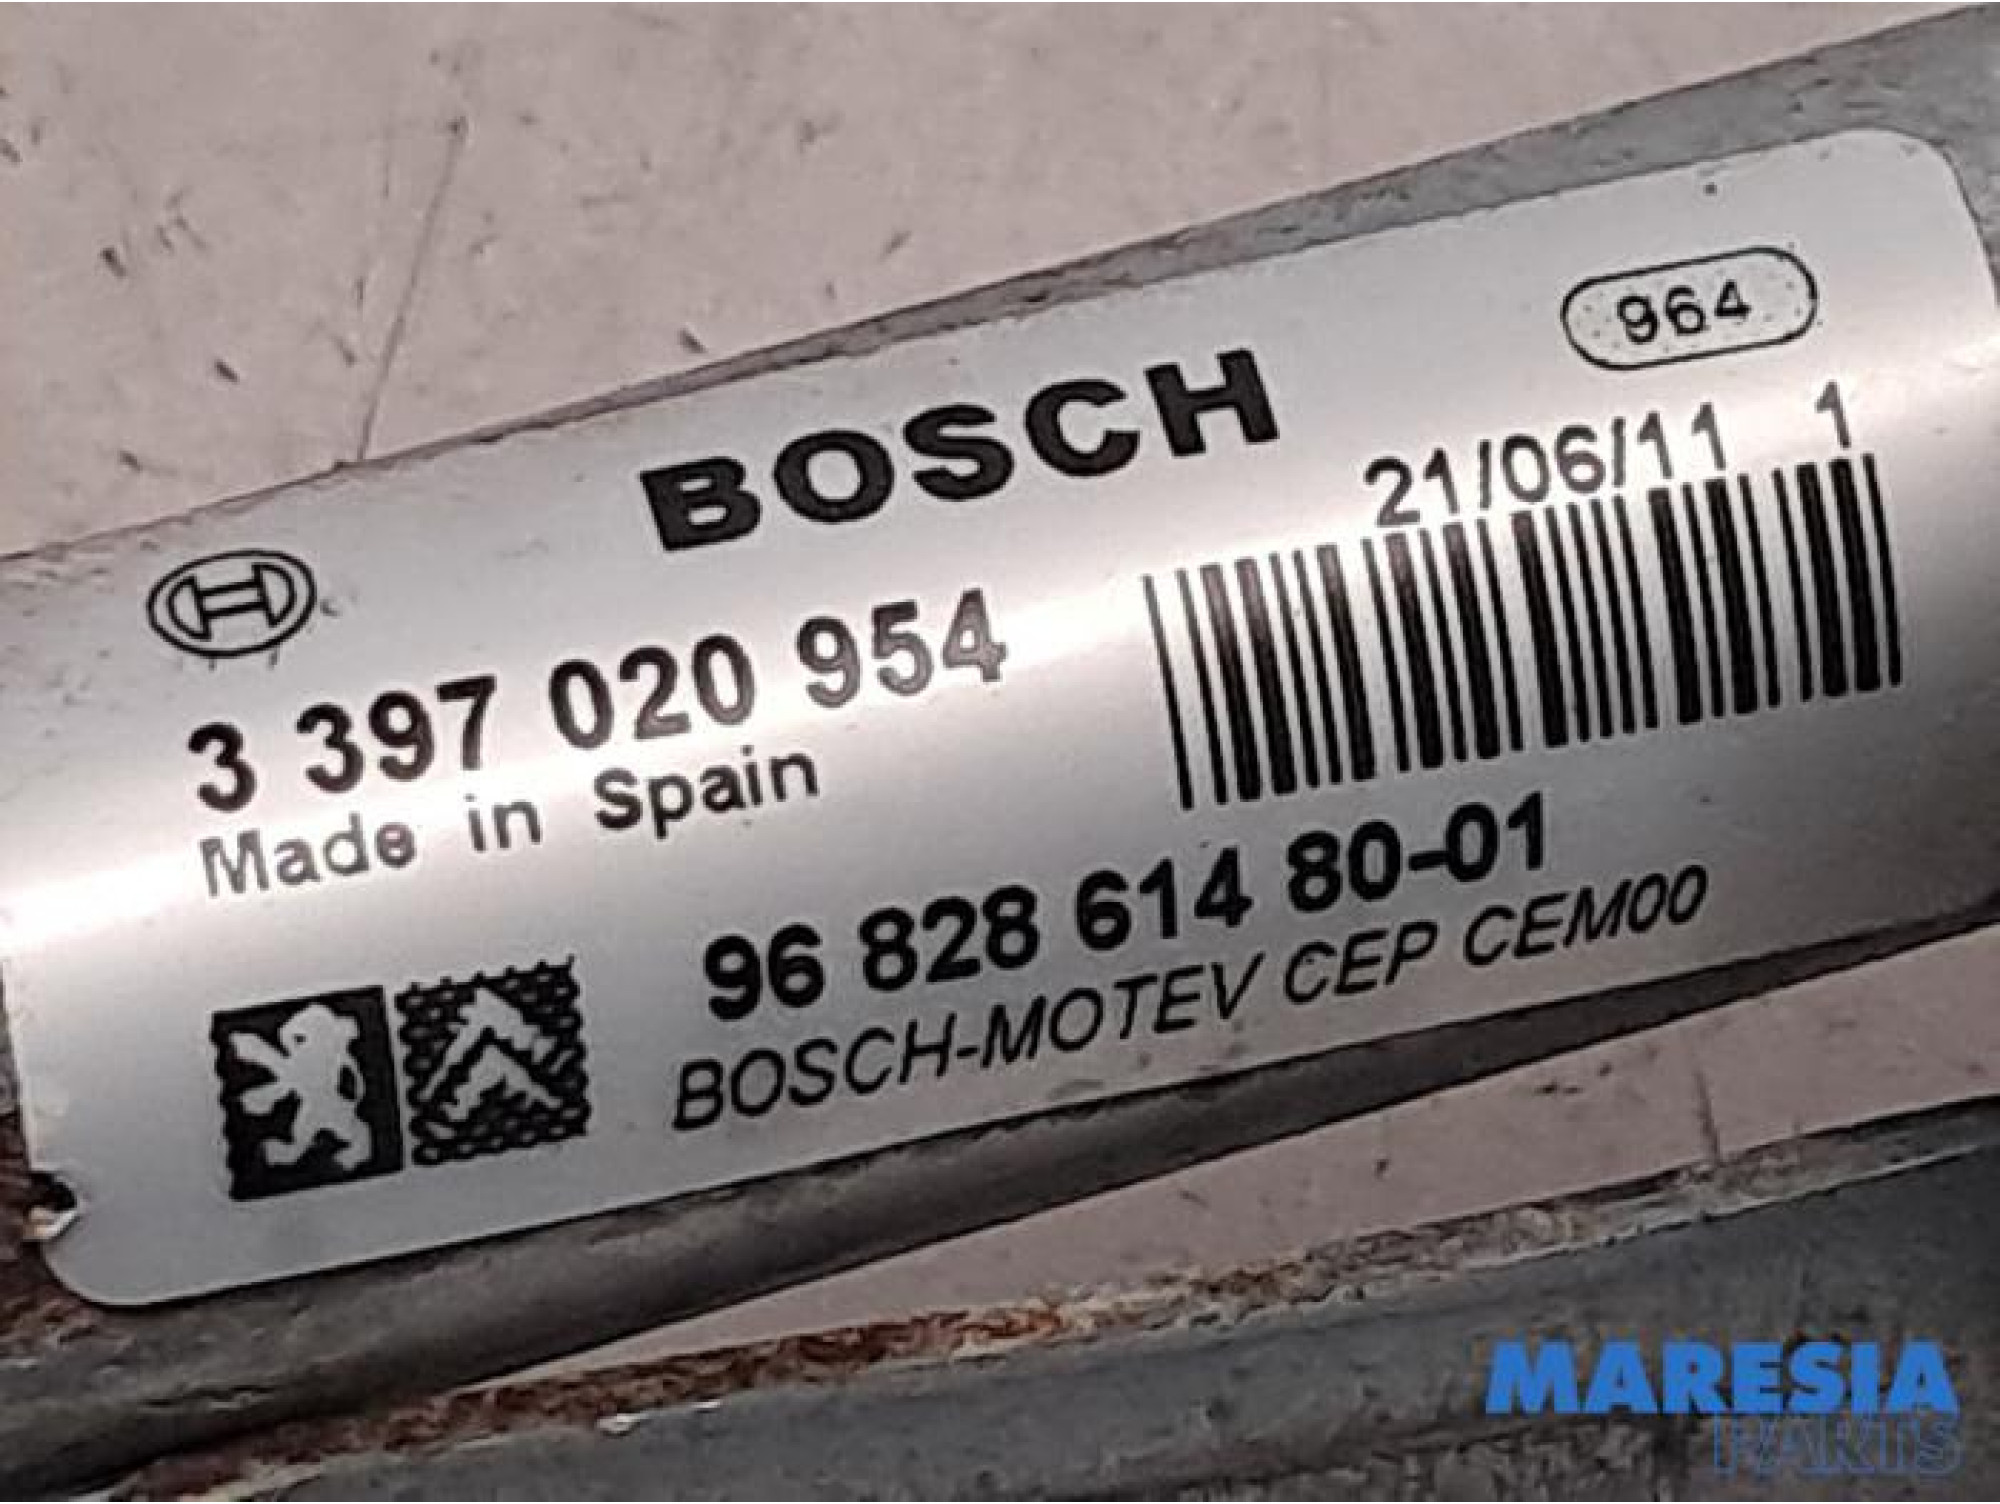 964
BOSCH
21/06/11 1
3 397 020 954
Made in Spain
96 828 614 80-01
BOSCH-MOTEV CEP CEM00
MARESIA
PARTS